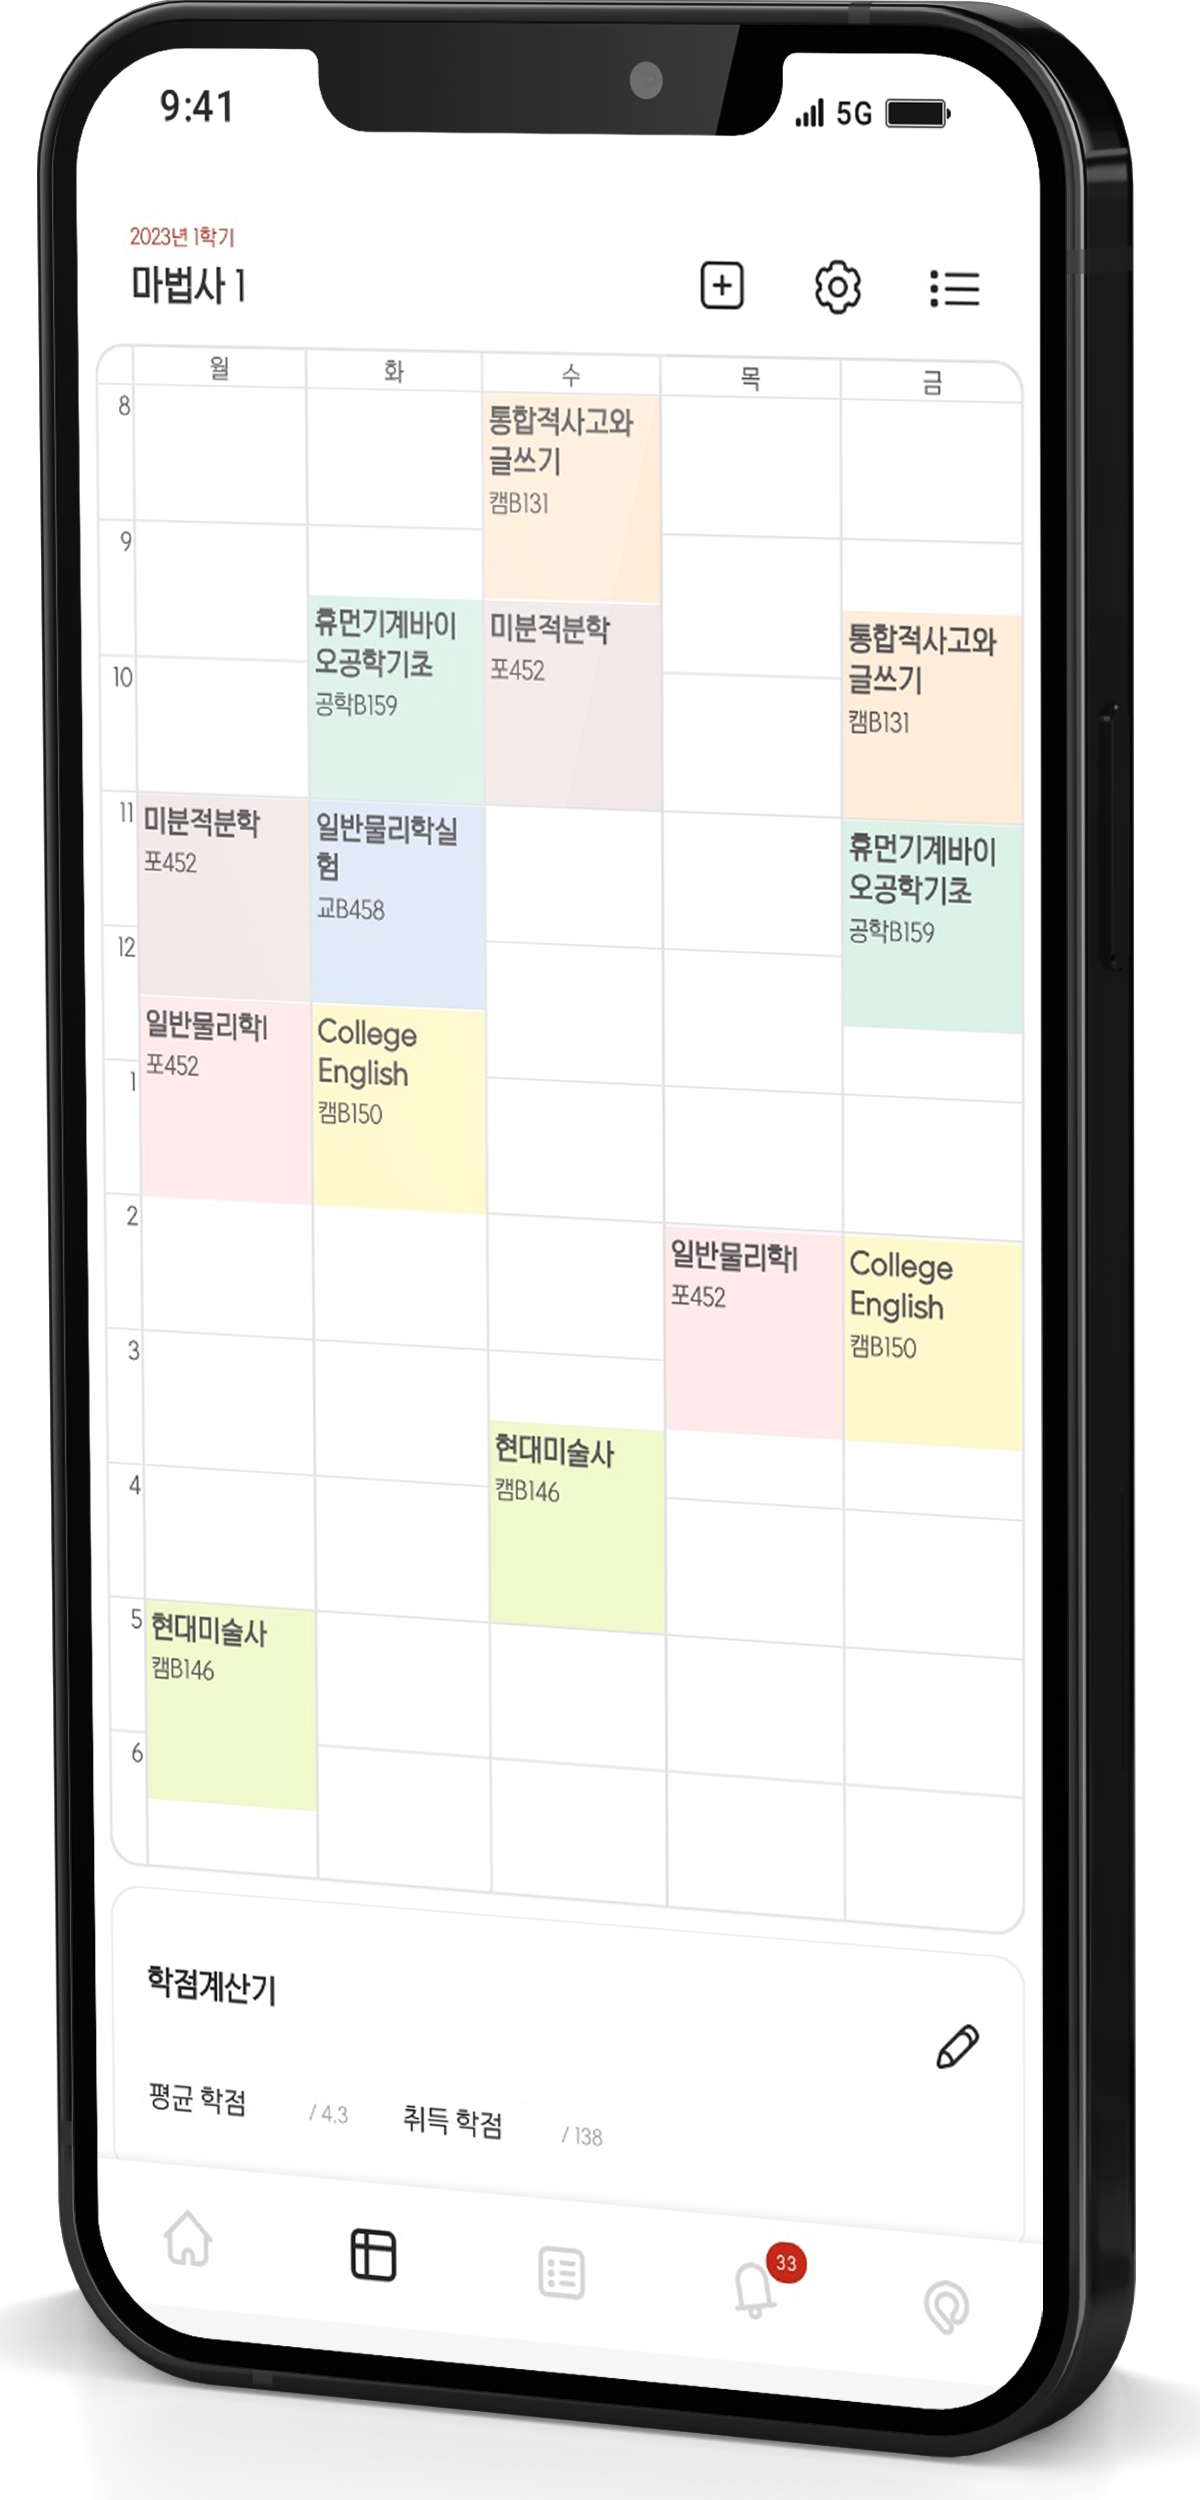 9:41
5G
2023년 1학기
마법사 1
월 화 수 목 금
8
통합적사고와
글쓰기
캠B131
9
휴먼기계바이
오공학기초
공학B159
미분적분학
포452
통합적사고와
글쓰기
캠B131
10
11
미분적분학
포452
일반물리학실
험
교B458
휴먼기계바이
오공학기초
공학B159
12
일반물리학I
포452
College
English
캠B150
1
2
일반물리학I
포452
College
English
캠B150
3
현대미술사
캠B146
4
5
현대미술사
캠B146
6
학점계산기
평균 학점 / 4.3 취득 학점 / 138
33